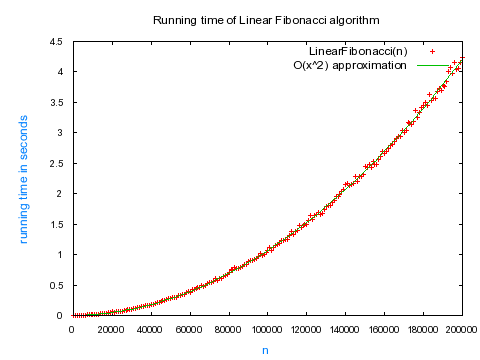 Running time of Linear Fibonacci algorithm
LinearFibonacci(n)
O(x^2) approximation
4.5
4
3.5
3
2.5
2
1.5
1
0.5
0
running time in seconds
0 20000 40000 60000 80000 100000 120000 140000 160000 180000 200000
n